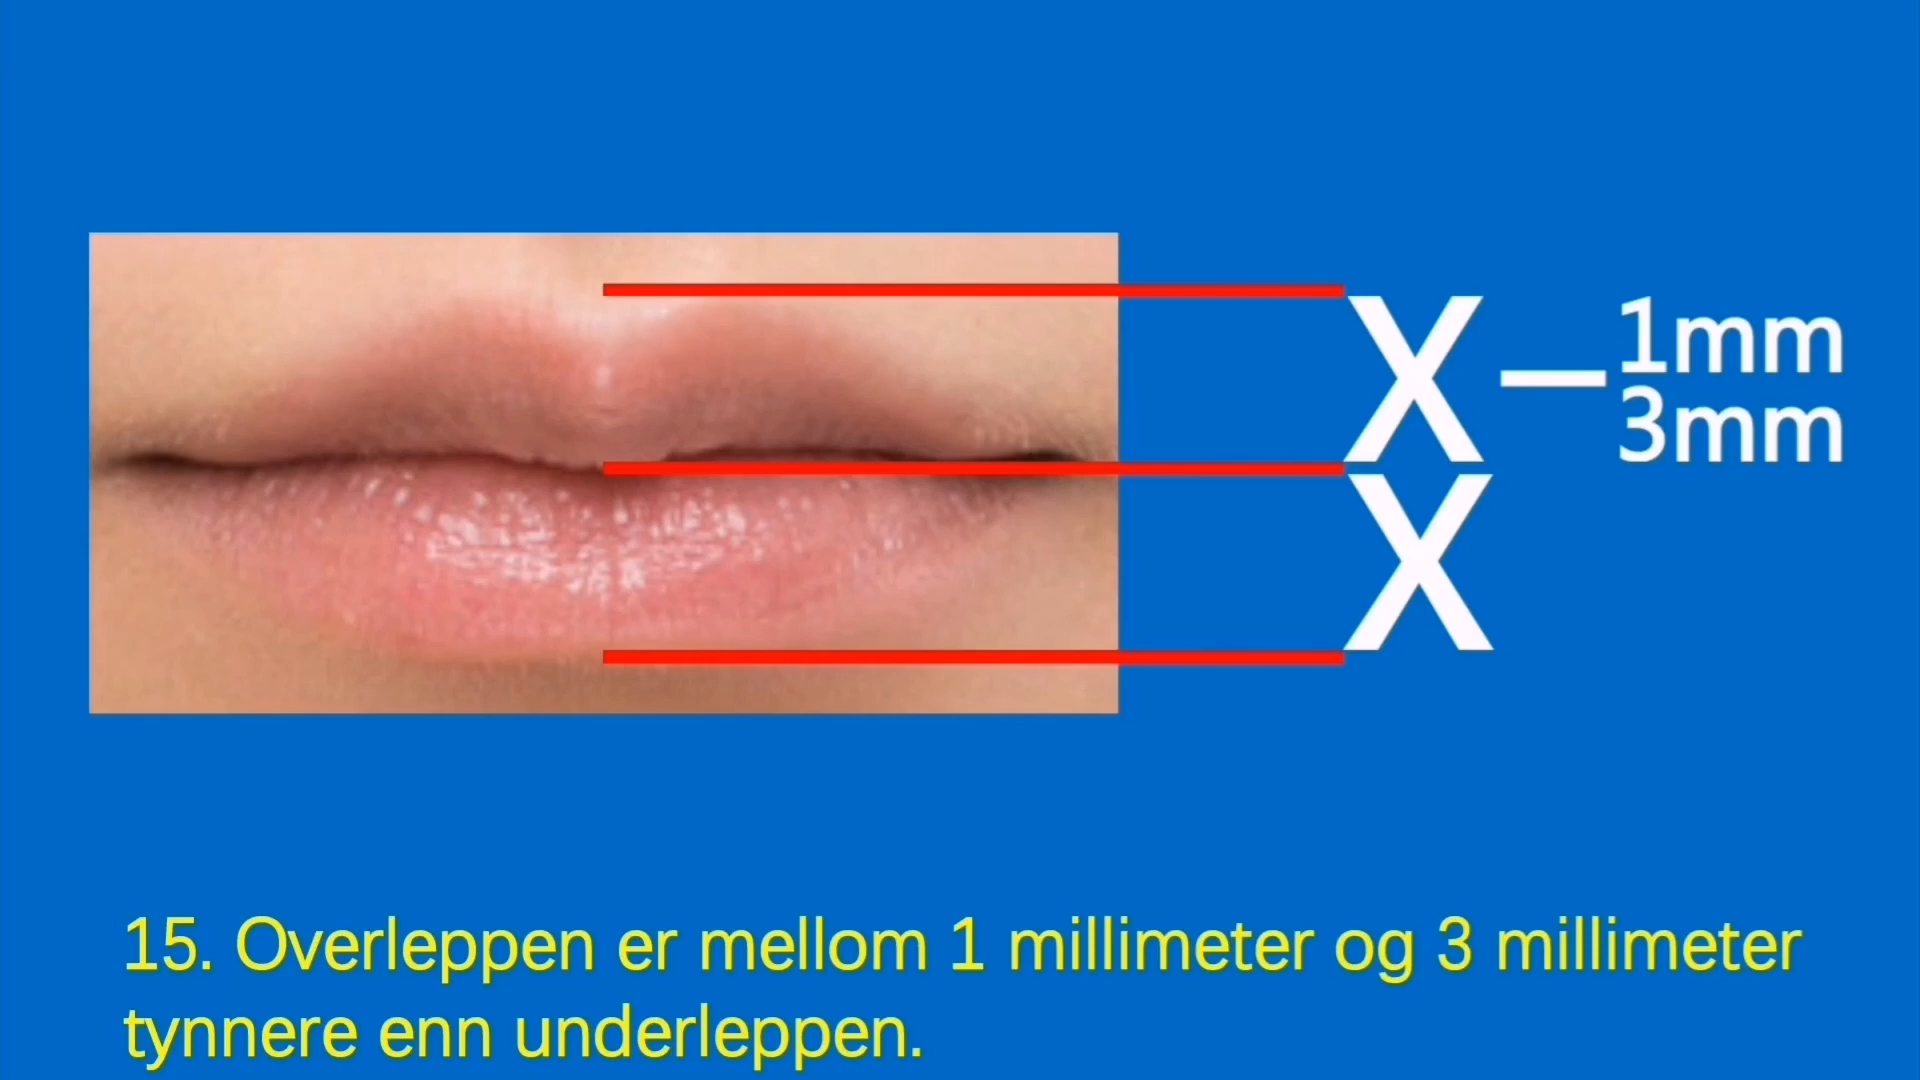 X — 1mm
3mm
X
15. Overleppen er mellom 1 millimeter og 3 millimeter
tynnere enn underleppen.